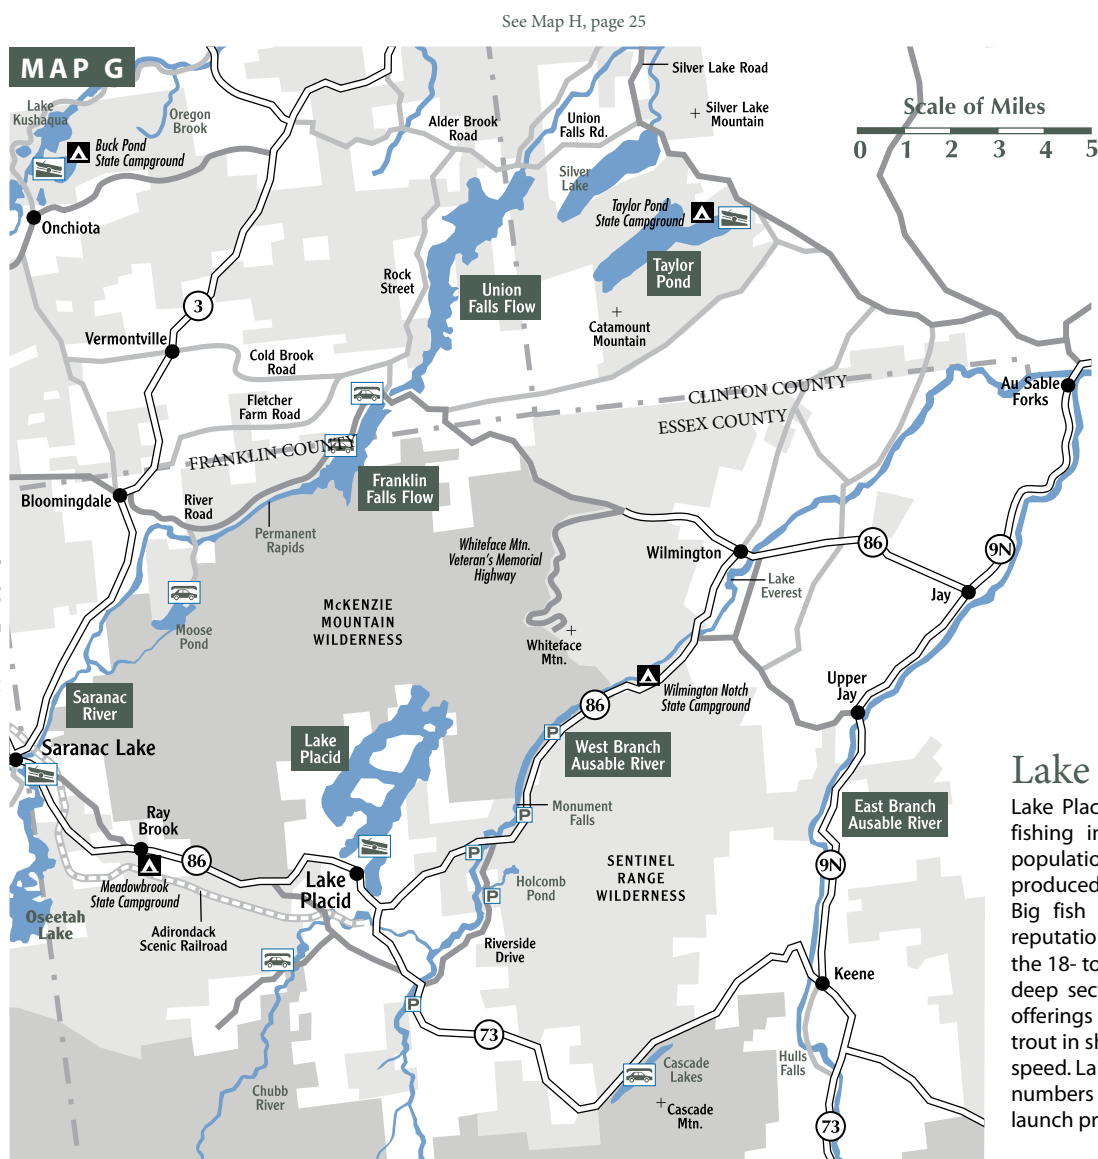 See Map H, page 25
MAP G
Silver Lake Road
Scale of Miles
0 1 2 3 4 5
Lake
Kushaqua
Oregon
Brook
Alder Brook
Road
Union
Falls Rd.
Silver Lake
Mountain
Buck Pond
State Campground
Silver
Lake
Taylor Pond
State Campground
Onchiota
Taylor
Pond
Rock
Street
Union
Falls Flow
3
Catamount
Mountain
Vermontville
Cold Brook
Road
CLINTON COUNTY
ESSEX COUNTY
Au Sable
Forks
Fletcher
Farm Road
FRANKLIN COUNTY
Franklin
Falls Flow
Bloomingdale
River
Road
Permanent
Rapids
Whiteface Mtn.
Veteran's Memorial
Highway
Wilmington
86
9N
Lake
Everest
Jay
McKENZIE
MOUNTAIN
WILDERNESS
Moose
Pond
Whiteface
Mtn.
Wilmington Notch
State Campground
Upper
Jay
Saranac
River
86
Lake
Placid
P
West Branch
Ausable River
Saranac Lake
Monument
Falls
P
East Branch
Ausable River
Ray
Brook
86
P
SENTINEL
RANGE
WILDERNESS
9N
Meadowbrook
State Campground
Lake
Placid
Holcomb
Pond
P
Oseetah
Lake
Adirondack
Scenic Railroad
Riverside
Drive
Keene
P
73
Hulls
Falls
Cascade
Lakes
Chubb
River
Cascade
Mtn.
73
Lake
Lake Plac
fishing in
populatio
produced
Big fish
reputatio
the 18- to
deep sec
offerings
trout in sh
speed. La
numbers
launch pr